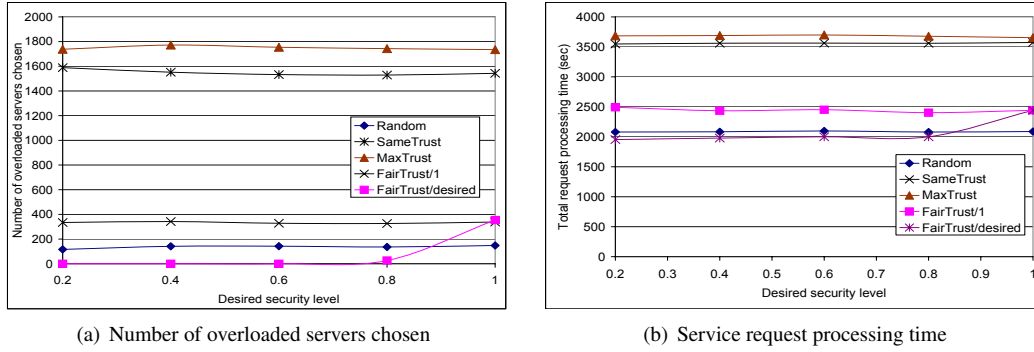 2000
1800
1600
1400
1200
1000
800
600
400
200
0
Number of overloaded servers chosen
0.2 0.4 0.6 0.8 1
Desired security level
Random
SameTrust
MaxTrust
FairTrust/1
FairTrust/desired
(a) Number of overloaded servers chosen
4000
3500
3000
2500
2000
1500
1000
500
0
Total request processing time (sec)
0.2 0.3 0.4 0.5 0.6 0.7 0.8 0.9 1
Desired security level
Random
SameTrust
MaxTrust
FairTrust/1
FairTrust/desired
(b) Service request processing time